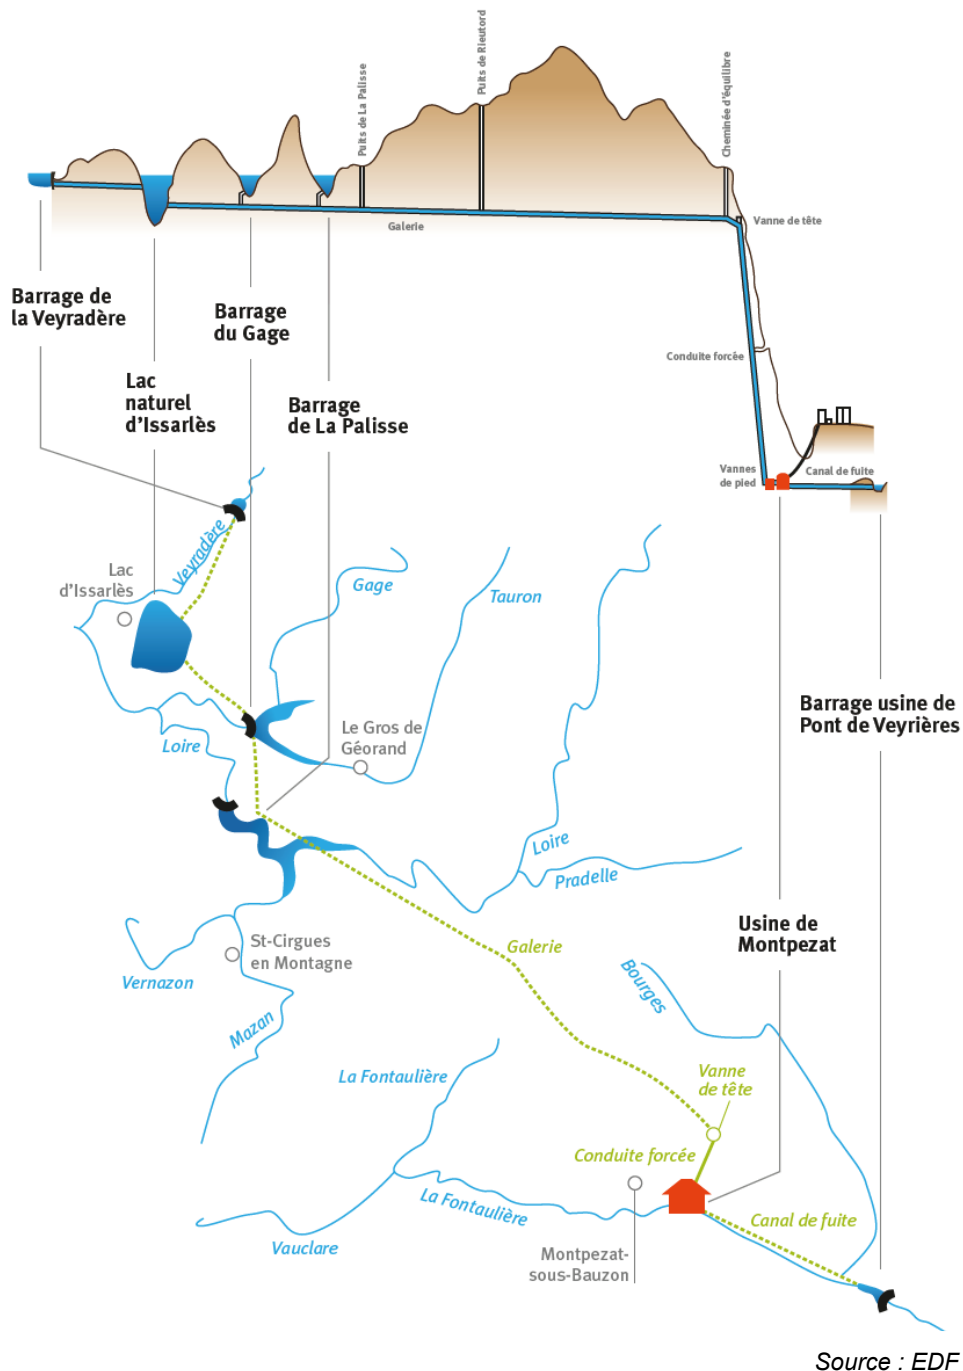 Puits de La Palisse
Puits de Rieutord
Cheminée d'équilibre
Vanne de tête
Galerie
Barrage de
la Veyradère
Barrage
du Gage
Lac
naturel
d'Issarlès
Barrage
de La Palisse
Conduite forcée
Vannes
de pied
Canal de fuite
Veyradère
Lac
d'Issarlès
Gage
Tauron
Le Gros de
Géorand
Loire
Barrage usine de
Pont de Veyrières
Loire
Pradelle
Usine de
Montpezat
St-Cirgues
en Montagne
Galerie
Vernazon
Bourges
Mazan
La Fontaulière
Vanne
de tête
Conduite forcée
La Fontaulière
Canal de fuite
Vauclare
Montpezat-
sous-Bauzon
Source : EDF